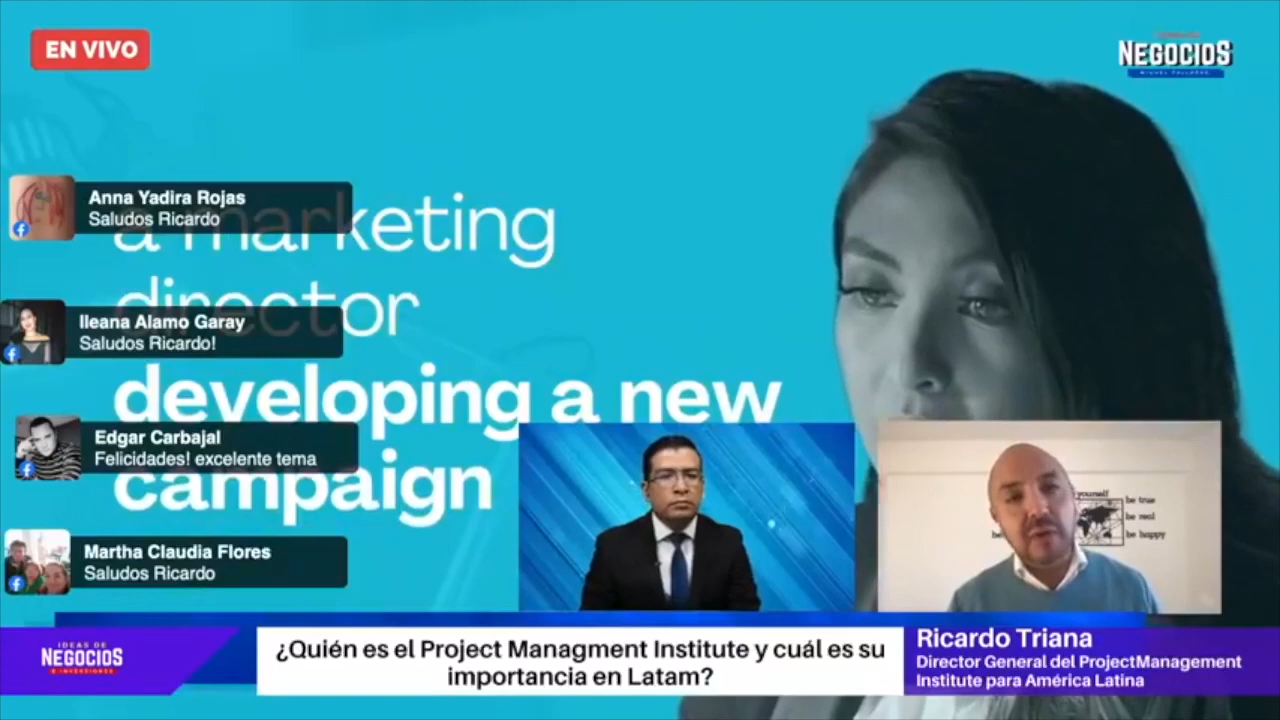 EN VIVO
NEGOCIOS
Anna Yadira Rojas
Saludos Ricardo
a marketing
director
Ileana Alamo Garay
Saludos Ricardo!
developing a new
campaign
Edgar Carbajal
Felicidades! excelente tema
Martha Claudia Flores
Saludos Ricardo
yourself
be true
be real
be happy
IDEAS DE
NEGOCIOS
E INVERSIONES
¿Quién es el Project Managment Institute y cuál es su
importancia en Latam?
Ricardo Triana
Director General del ProjectManagement
Institute para América Latina